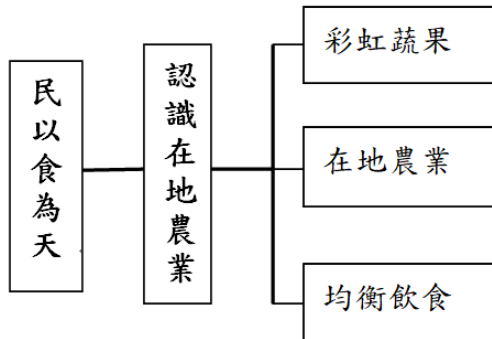 民以食為天
認識在地農業
彩虹蔬果
在地農業
均衡飲食